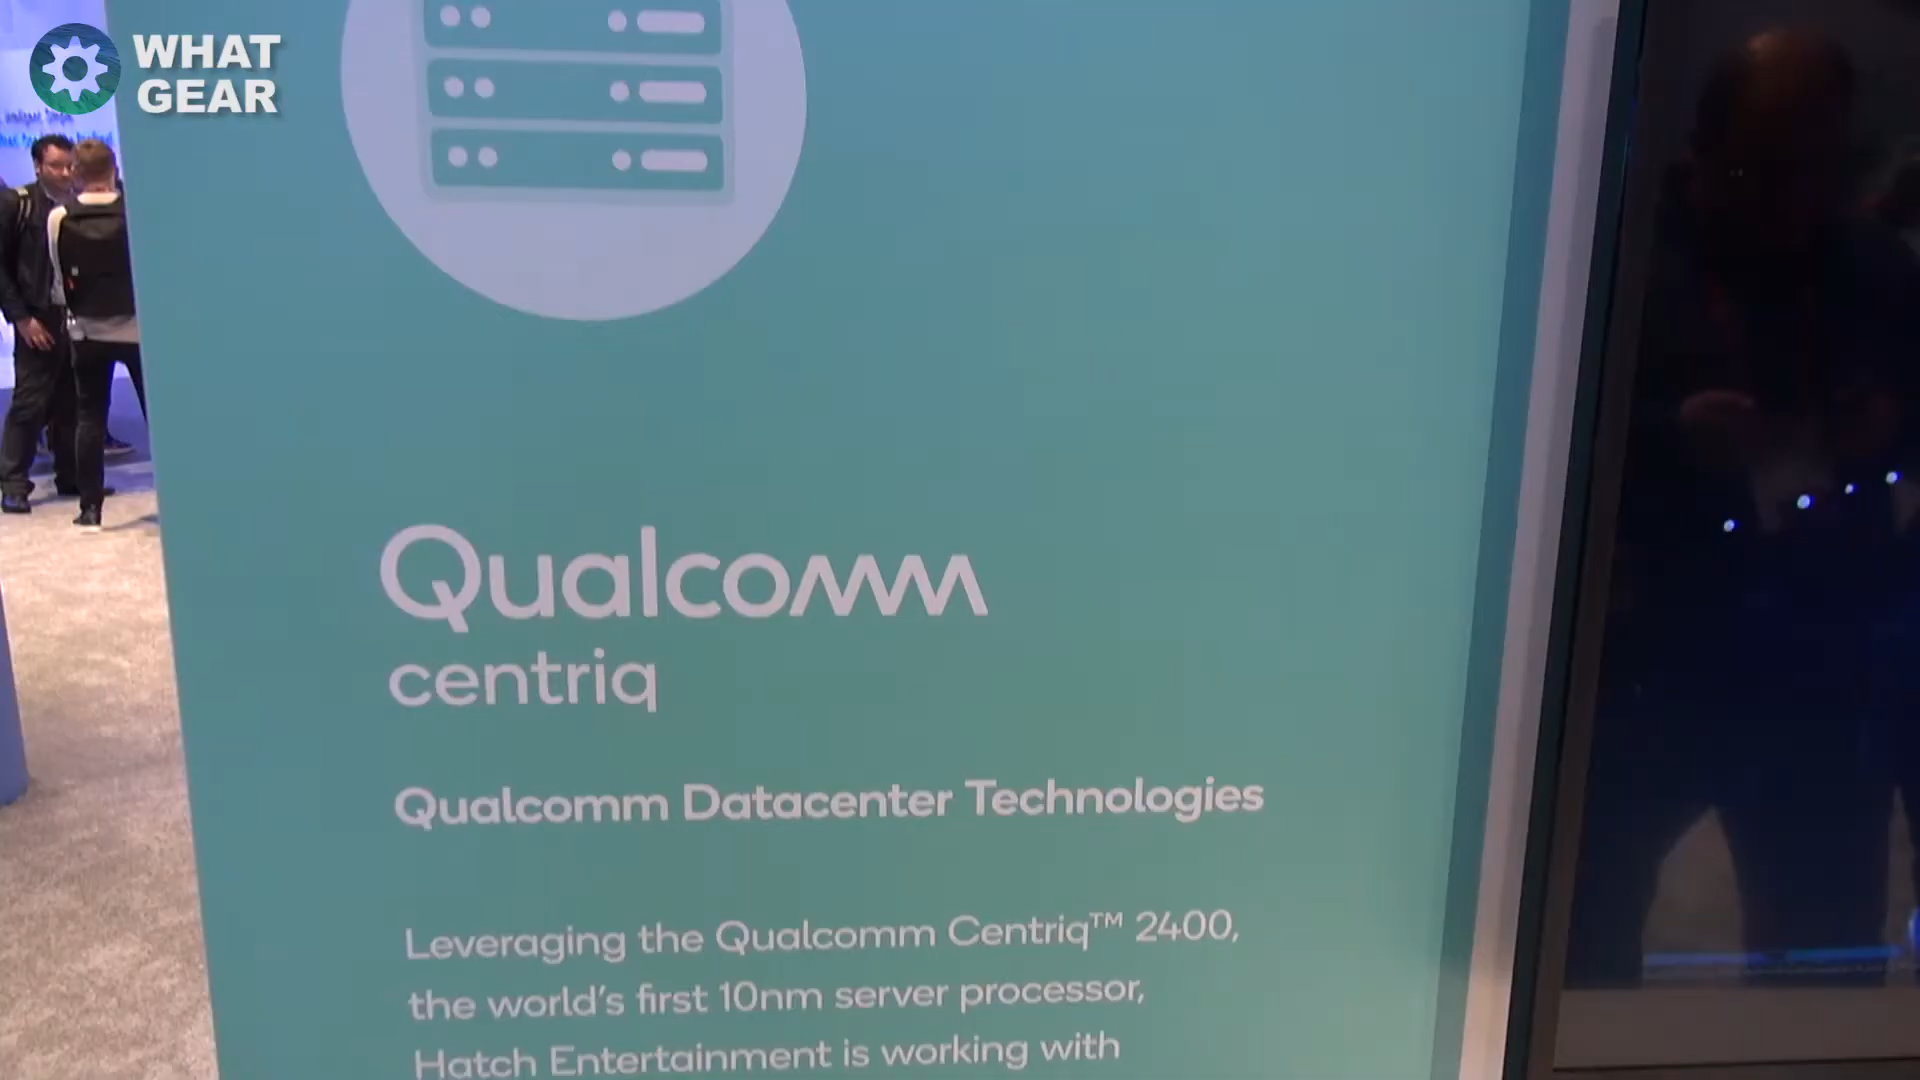 WHAT
GEAR
Qualcomm
centriq
Qualcomm Datacenter Technologies
Leveraging the Qualcomm Centriq™ 2400,
the world's first 10nm server processor,
Hatch Entertainment is working with